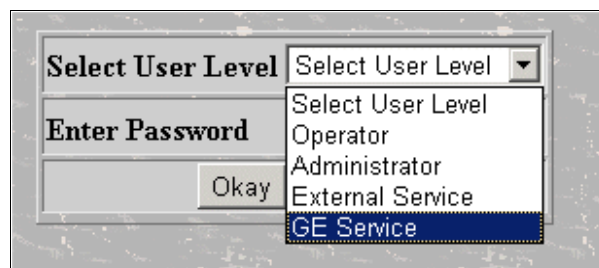 Select User Level Select User Level
Select User Level
Enter Password
Operator
Administrator
Okay
External Service
GE Service